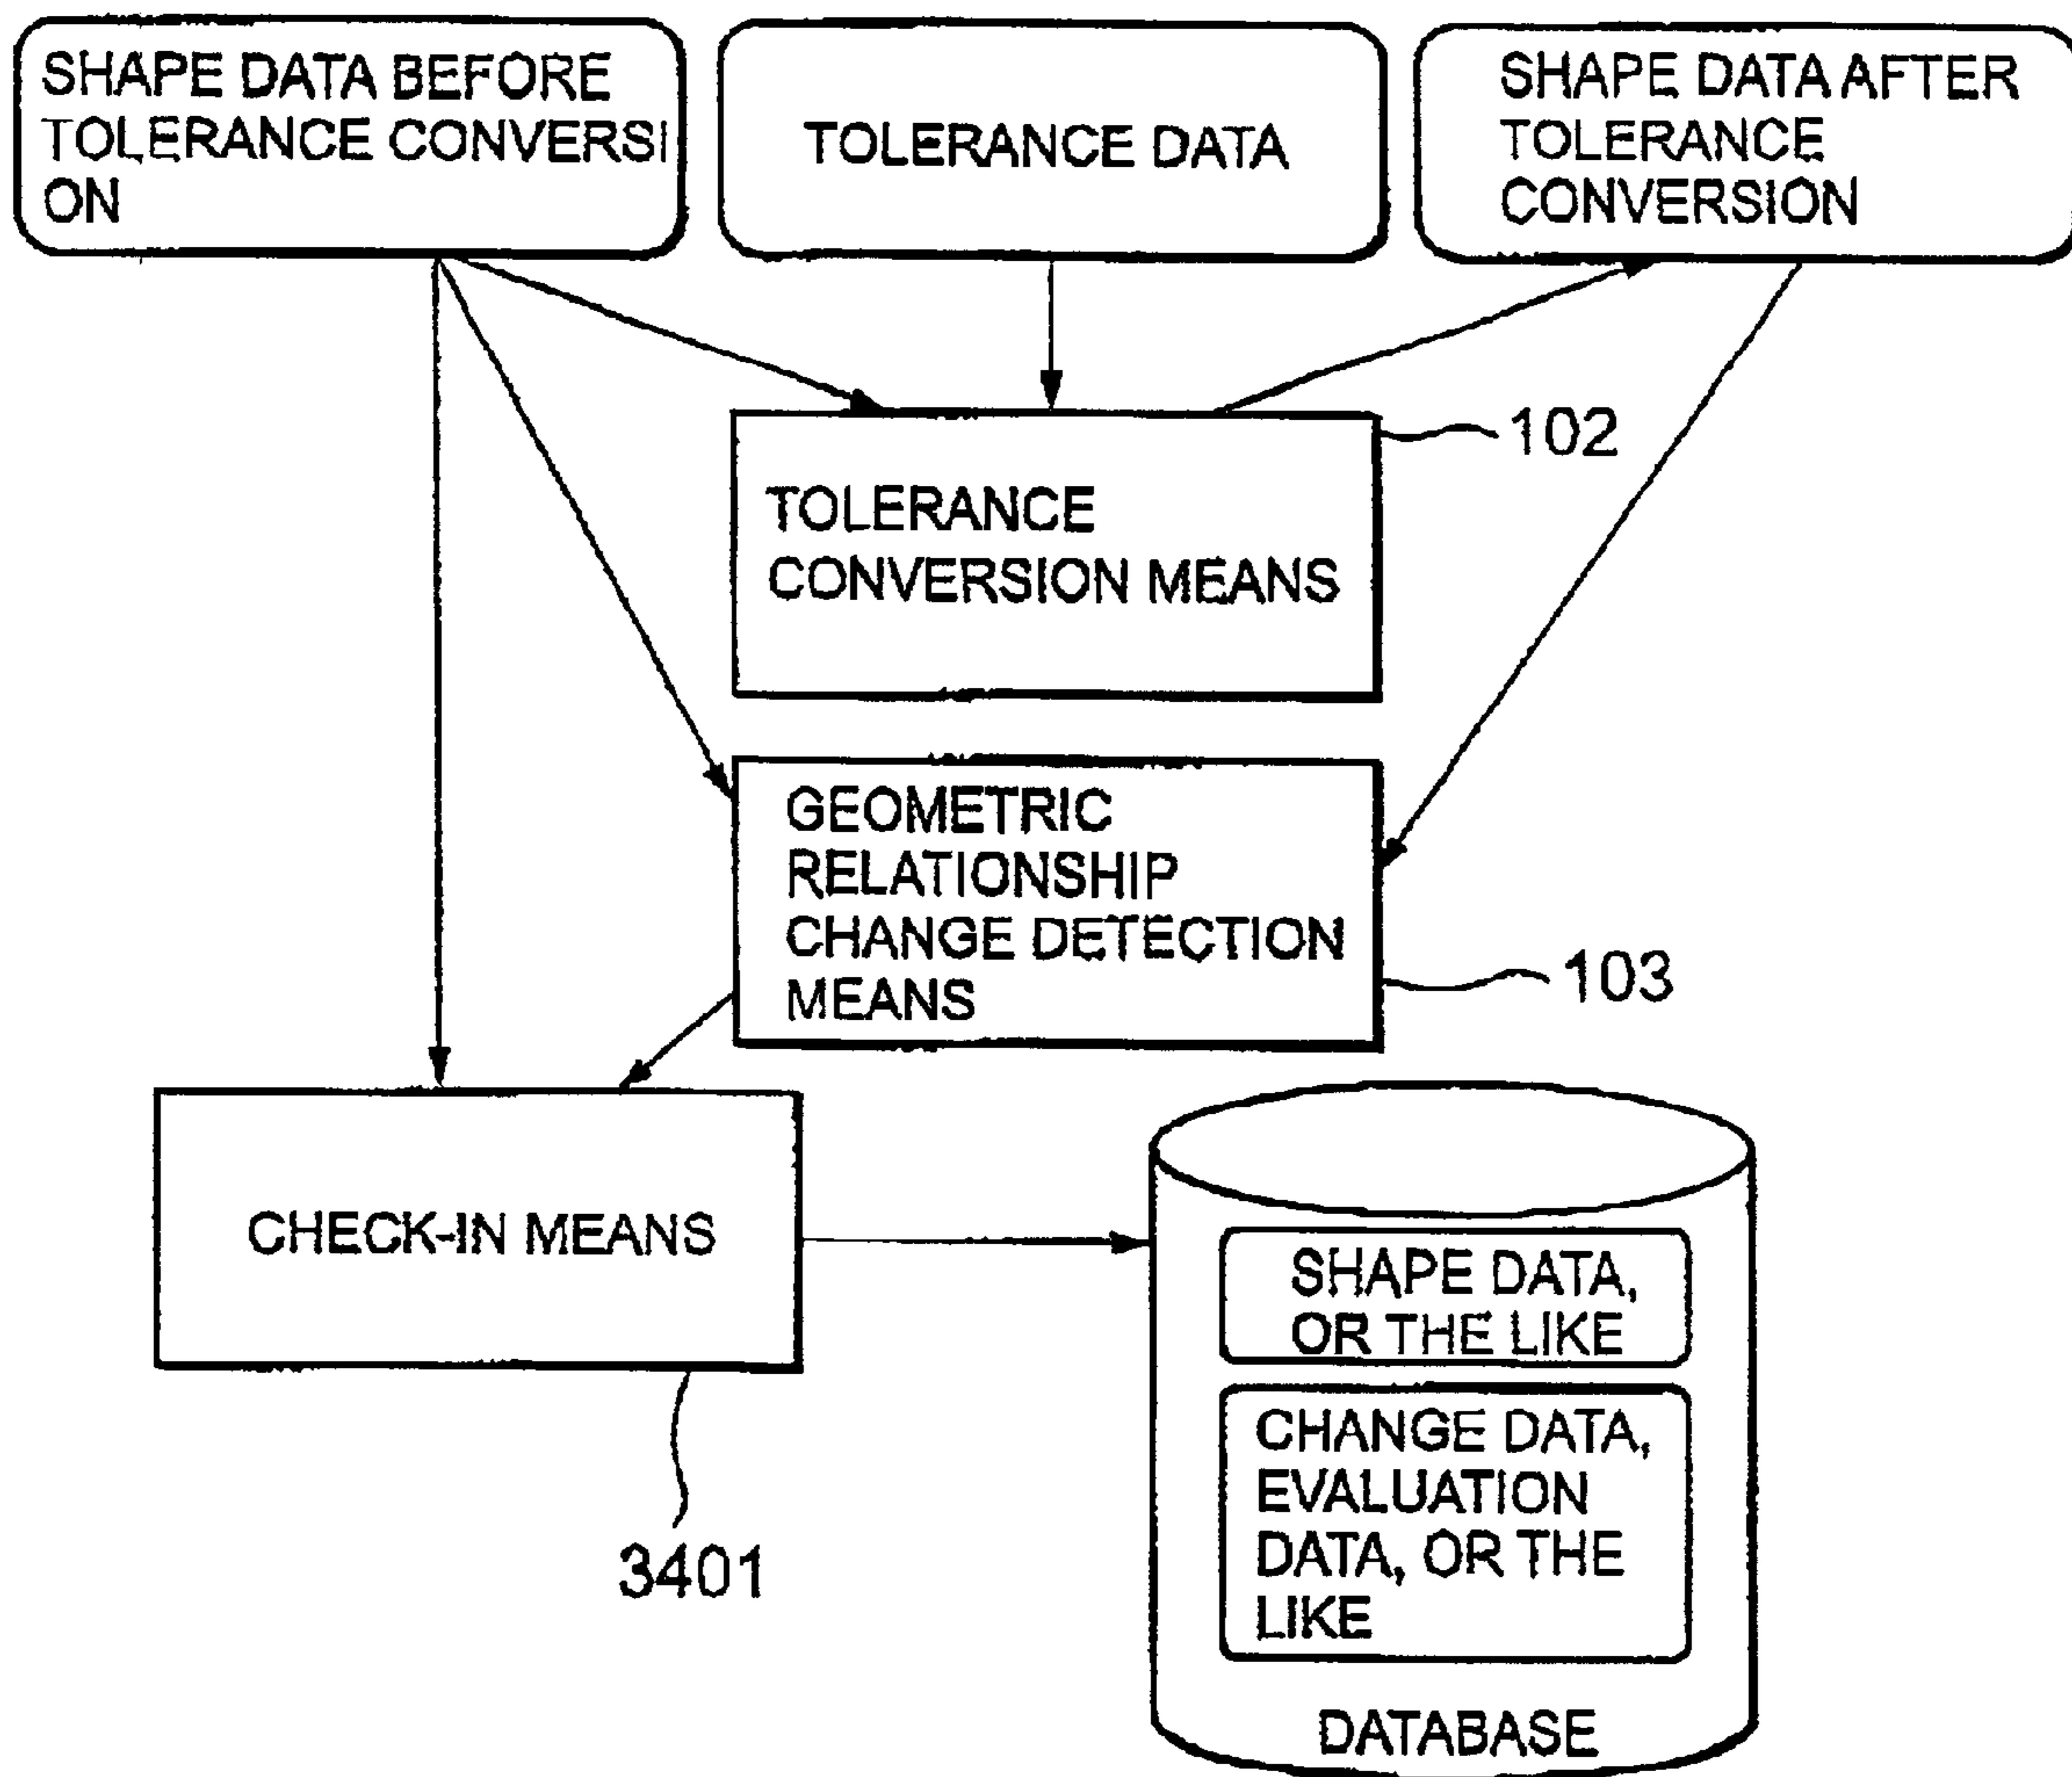 SHAPE DATA BEFORE
TOLERANCE CONVERSI
ON
TOLERANCE DATA
SHAPE DATA AFTER
TOLERANCE
CONVERSION
102
TOLERANCE
CONVERSION MEANS
GEOMETRIC
RELATIONSHIP
CHANGE DETECTION
MEANS
103
CHECK-IN MEANS
3401
SHAPE DATA,
OR THE LIKE
CHANGE DATA,
EVALUATION
DATA, OR THE
LIKE
DATABASE